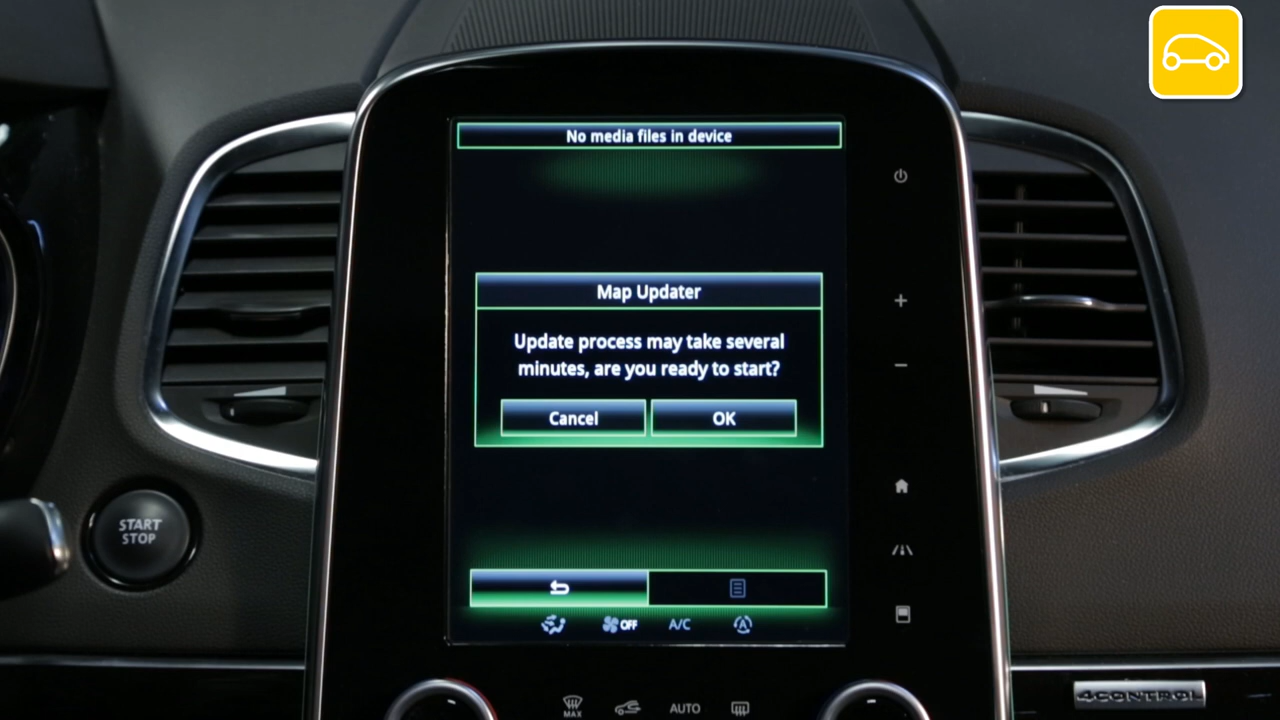 No media files in device
Map Updater
Update process may take several
minutes, are you ready to start?
Cancel
OK
START
STOP
OFF
A/C
A
MAX
AUTO
4CONTROL